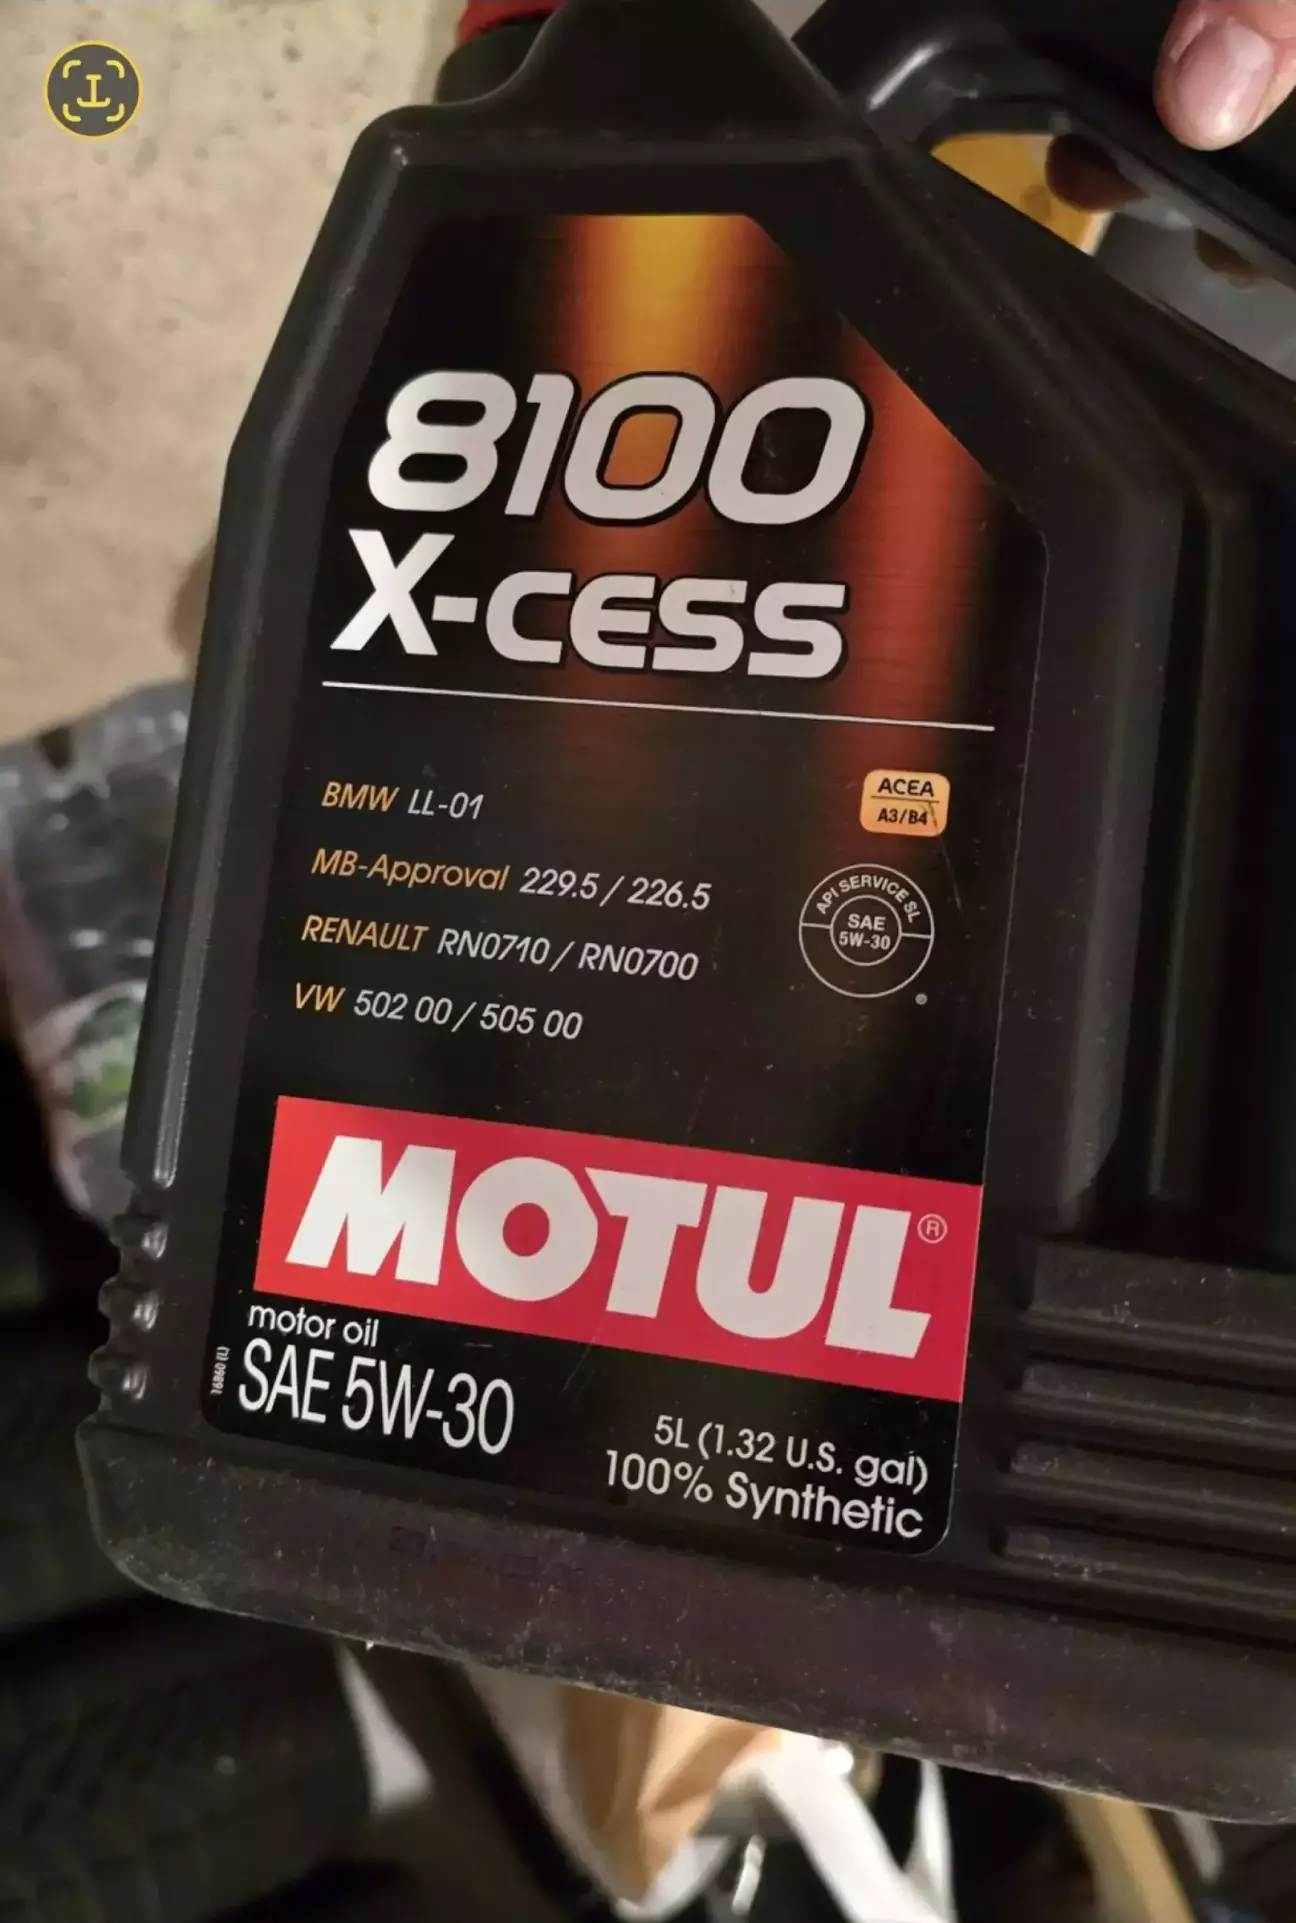 8100
X-CESS
BMW LL-01
MB-Approval 229.5 / 226.5
RENAULT RN0710 / RN0700
VW 502 00 / 505 00
ACEA
A3/B4
API SERVICE SL
SAE
5W-30
MOTUL®
motor oil
SAE 5W-30
16860 (L)
5L (1.32 U.S. gal)
100% Synthetic